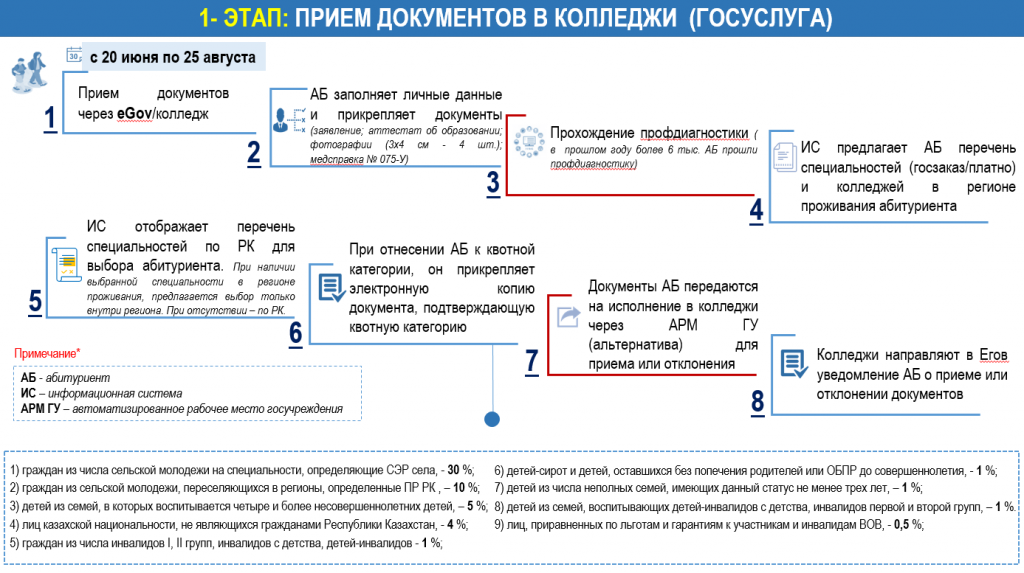 1- ЭТАП: ПРИЕМ ДОКУМЕНТОВ В КОЛЛЕДЖИ (ГОСУСЛУГА)
30
с 20 июня по 25 августа
1
Прием документов
через eGov/колледж
2
АБ заполняет личные данные
и прикрепляет документы
(заявление; аттестат об образовании;
фотографии (3х4 см - 4 шт.);
медсправка № 075-У)
3
Прохождение профдиагностики (
в прошлом году более 6 тыс. АБ прошли
профдиагностику)
4
ИС предлагает АБ перечень
специальностей (госзаказ/платно)
и колледжей в регионе
проживания абитуриента
5
ИС отображает перечень
специальностей по РК для
выбора абитуриента. При наличии
выбранной специальности в регионе
проживания, предлагается выбор только
внутри региона. При отсутствии – по РК.
6
При отнесении АБ к квотной
категории, он прикрепляет
электронную копию
документа, подтверждающую
квотную категорию
7
Документы АБ передаются
на исполнение в колледжи
через АРМ ГУ
(альтернатива) для
приема или отклонения
8
Колледжи направляют в Егов
уведомление АБ о приеме или
отклонении документов
Примечание*
АБ - абитуриент
ИС – информационная система
АРМ ГУ – автоматизированное рабочее место госучреждения
1) граждан из числа сельской молодежи на специальности, определяющие СЭР села, - 30 %;
2) граждан из сельской молодежи, переселяющихся в регионы, определенные ПР РК , – 10 %;
3) детей из семей, в которых воспитывается четыре и более несовершеннолетних детей, – 5 %;
4) лиц казахской национальности, не являющихся гражданами Республики Казахстан, - 4 %;
5) граждан из числа инвалидов I, II групп, инвалидов с детства, детей-инвалидов - 1 %;
6) детей-сирот и детей, оставшихся без попечения родителей или ОБПР до совершеннолетия, - 1 %;
7) детей из числа неполных семей, имеющих данный статус не менее трех лет, – 1 %;
8) детей из семей, воспитывающих детей-инвалидов с детства, инвалидов первой и второй групп, – 1 %.
9) лиц, приравненных по льготам и гарантиям к участникам и инвалидам ВОВ, - 0,5 %;